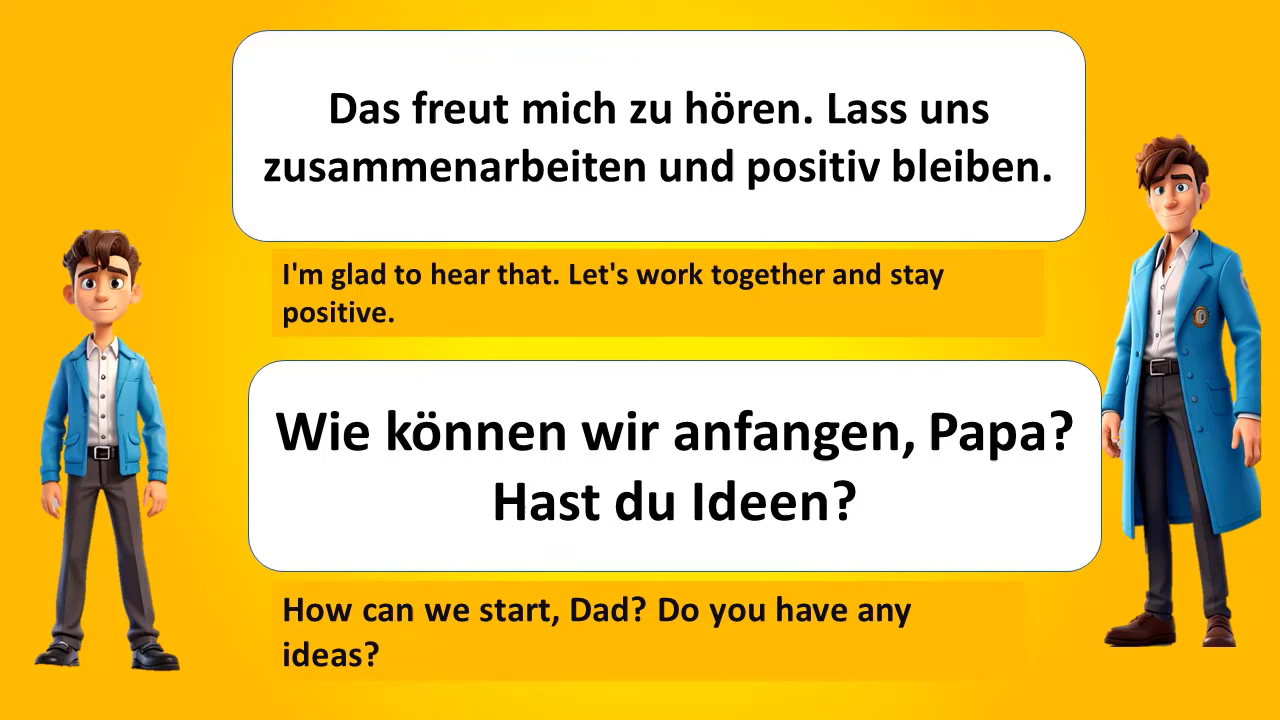 Das freut mich zu hören. Lass uns
zusammenarbeiten und positiv bleiben.
I'm glad to hear that. Let's work together and stay
positive.
Wie können wir anfangen, Papa?
Hast du Ideen?
How can we start, Dad? Do you have any
ideas?